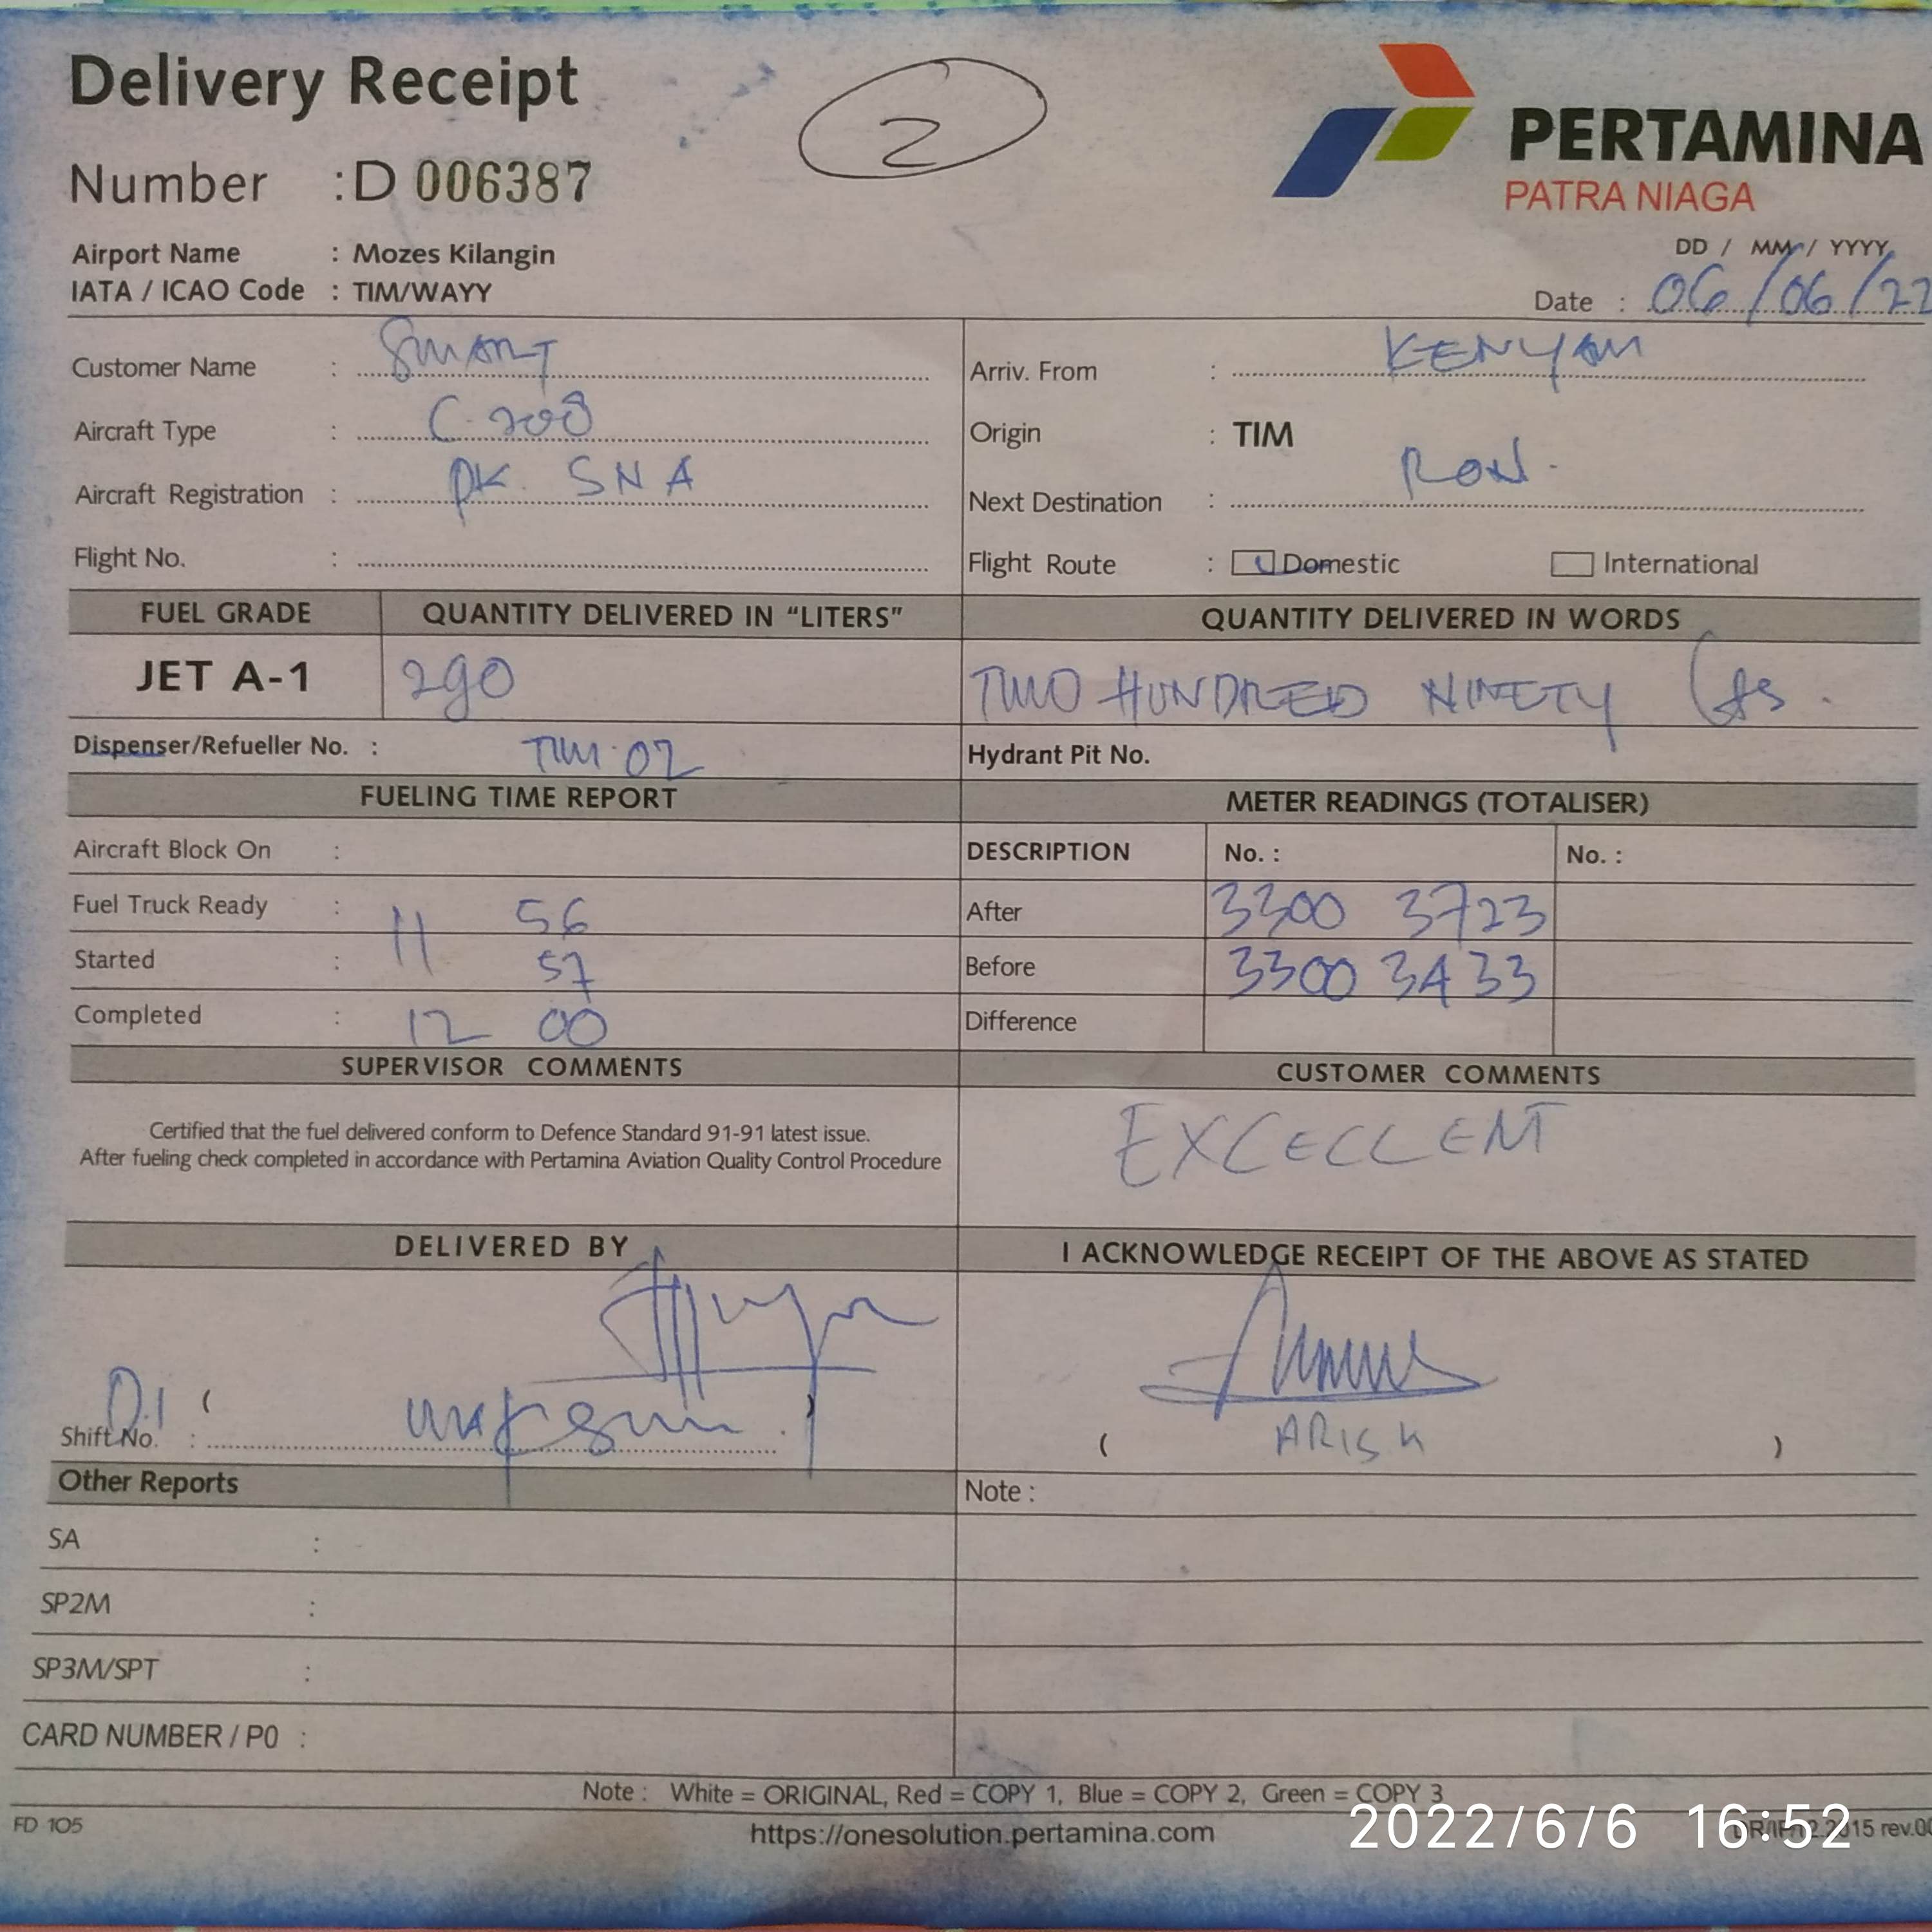 Delivery Receipt
2
PERTAMINA
PATRA NIAGA
Number : D 006387
Airport Name : Mozes Kilangin
IATA / ICAO Code : TIM/WAYY
DD / MM / YYYY
Date : 06/06/22
Customer Name : SMART
Arriv. From : KENYAM
Aircraft Type : C-208
Origin : TIM
Aircraft Registration : PK. SNA
Next Destination : RON.
Flight No. :
Flight Route : Domestic International
FUEL GRADE QUANTITY DELIVERED IN “LITERS” QUANTITY DELIVERED IN WORDS
JET A-1 290 TWO HUNDRED NINETY
Dispenser/Refueller No. : TIM.02 Hydrant Pit No.
FUELING TIME REPORT METER READINGS (TOTALISER)
Aircraft Block On : DESCRIPTION No. : No. :
Fuel Truck Ready : 11 56 After 3300 3723
Started : 57 Before 3300 3433
Completed : 12 00 Difference
SUPERVISOR COMMENTS CUSTOMER COMMENTS
Certified that the fuel delivered conform to Defence Standard 91-91 latest issue.
After fueling check completed in accordance with Pertamina Aviation Quality Control Procedure
EXCELLENT
DELIVERED BY I ACKNOWLEDGE RECEIPT OF THE ABOVE AS STATED
( )
Shift No. :
( )
Other Reports Note :
SA :
SP2M :
SP3M/SPT :
CARD NUMBER / P0 :
Note : White = ORIGINAL, Red = COPY 1, Blue = COPY 2, Green = COPY 3
FD 105
https://onesolution.pertamina.com
2022/6/6 16:52